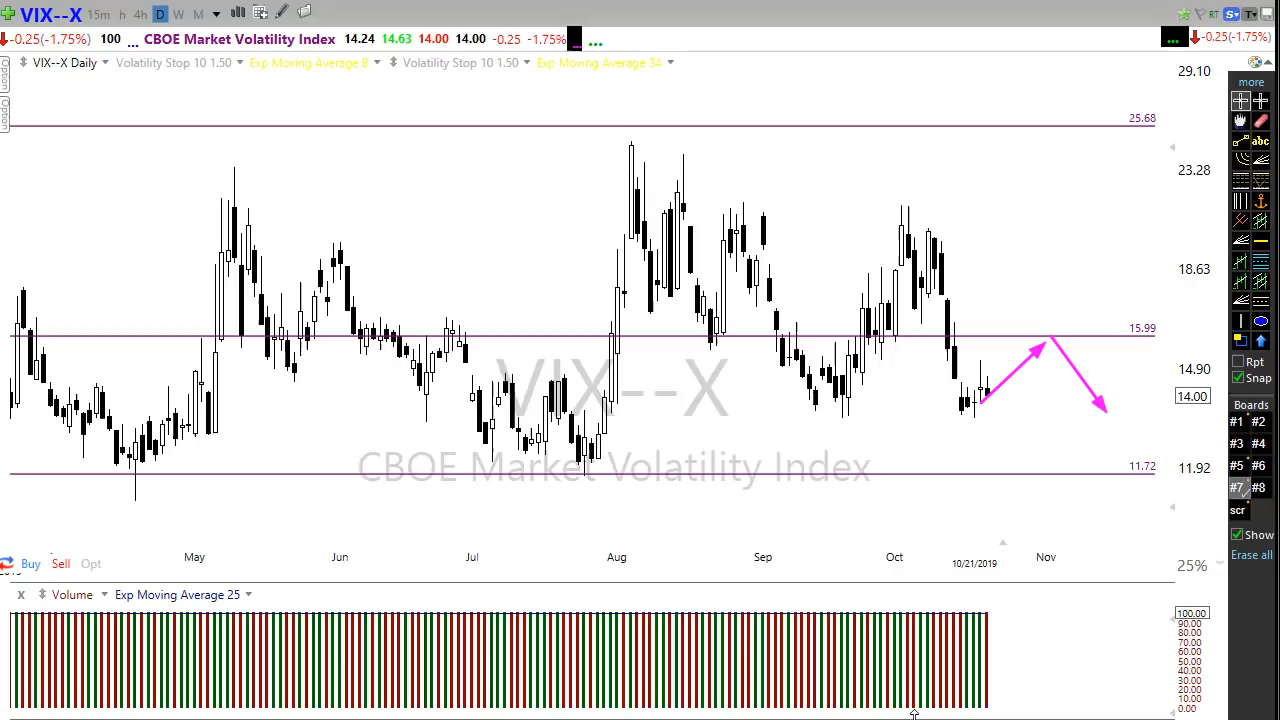 VIX--X 15m h 4h D W M RT S T
-0.25(-1.75%) 100 ... CBOE Market Volatility Index 14.24 14.63 14.00 14.00 -0.25 -1.75% ... ... ... -0.25(-1.75%)
VIX--X Daily Volatility Stop 10 1.50 Exp Moving Average 8 Volatility Stop 10 1.50 Exp Moving Average 34
Option
Option
29.10
25.68
23.28
18.63
15.99
14.90
14.00
11.92
11.72
VIX--X
CBOE Market Volatility Index
more
abc
Rpt
Snap
Boards
#1 #2
#3 #4
#5 #6
#7 #8
scr
Show
Erase all
May Jun Jul Aug Sep Oct 10/21/2019 Nov
Buy Sell Opt
25%
X Volume Exp Moving Average 25
100.00
90.00
80.00
70.00
60.00
50.00
40.00
30.00
20.00
10.00
0.00